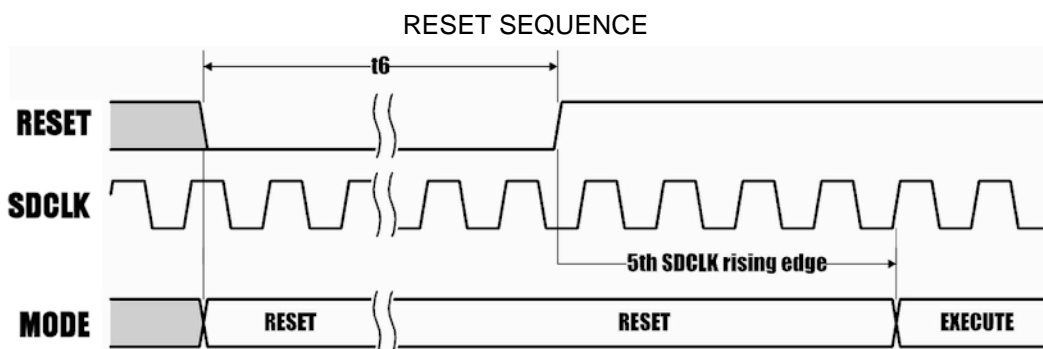 RESET SEQUENCE
t6
RESET
SDCLK
5th SDCLK rising edge
MODE RESET RESET EXECUTE